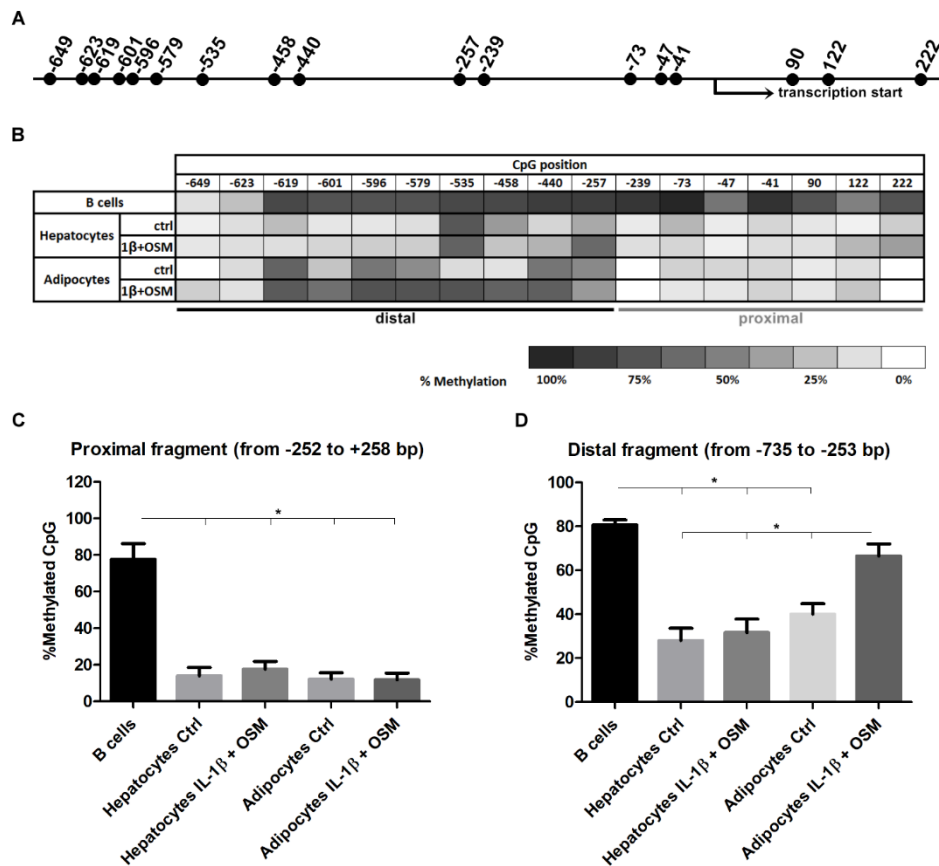 A
-649 -623 -619 -601 -596 -579 -535 -458 -440 -257 -239 -73 -47 -41 90 122 222
transcription start
B
CpG position
-649 -623 -619 -601 -596 -579 -535 -458 -440 -257 -239 -73 -47 -41 90 122 222
B cells
Hepatocytes ctrl
1β+OSM
Adipocytes ctrl
1β+OSM
distal proximal
% Methylation 100% 75% 50% 25% 0%
C
Proximal fragment (from -252 to +258 bp)
%Methylated CpG
120
100
80
60
40
20
0
*
B cells
Hepatocytes Ctrl
Hepatocytes IL-1β + OSM
Adipocytes Ctrl
Adipocytes IL-1β + OSM
D
Distal fragment (from -735 to -253 bp)
%Methylated CpG
100
80
60
40
20
0
*
*
B cells
Hepatocytes Ctrl
Hepatocytes IL-1β + OSM
Adipocytes Ctrl
Adipocytes IL-1β + OSM